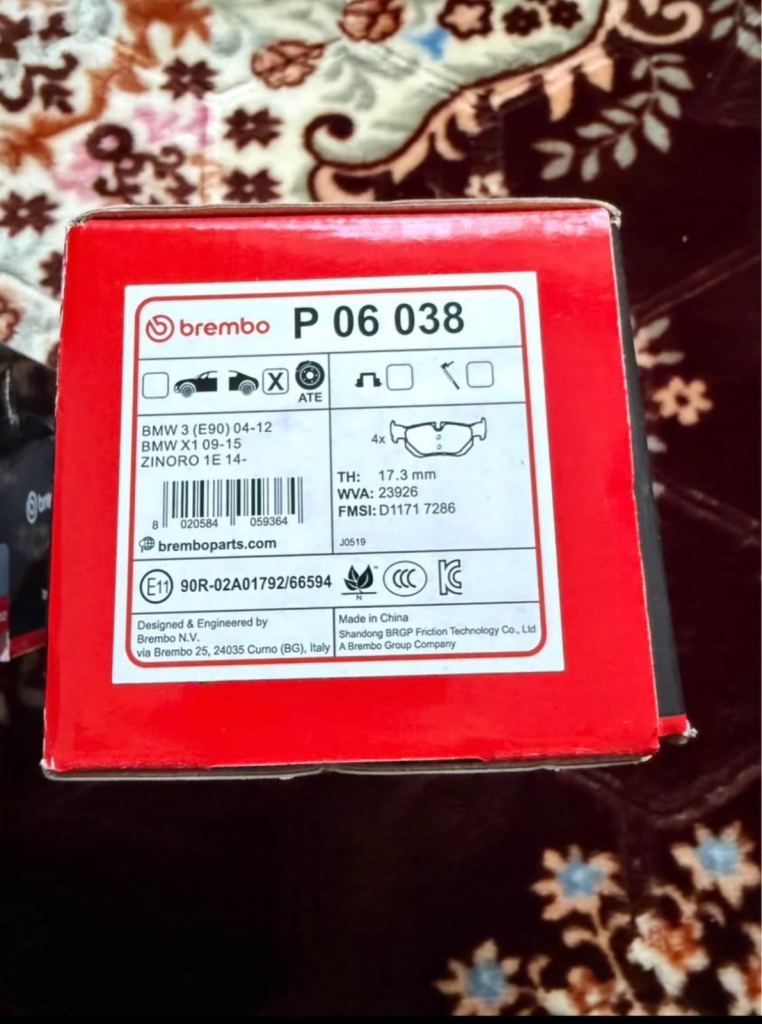 brembo P 06 038
X
ATE
BMW 3 (E90) 04-12
BMW X1 09-15
ZINORO 1E 14-
8 020584 059364
bremboparts.com
4x
TH: 17.3 mm
WVA: 23926
FMSI: D1171 7286
J0519
E11 90R-02A01792/66594 N CCC KC
Designed & Engineered by
Brembo N.V.
via Brembo 25, 24035 Curno (BG), Italy
Made in China
Shandong BRGP Friction Technology Co., Ltd
A Brembo Group Company